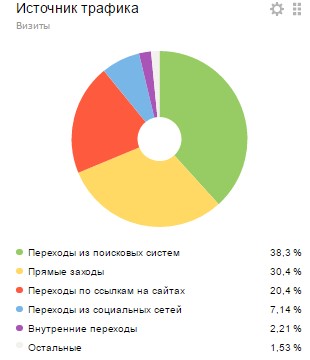 Источник трафика
Визиты
Переходы из поисковых систем 38,3 %
Прямые заходы 30,4 %
Переходы по ссылкам на сайтах 20,4 %
Переходы из социальных сетей 7,14 %
Внутренние переходы 2,21 %
Остальные 1,53 %